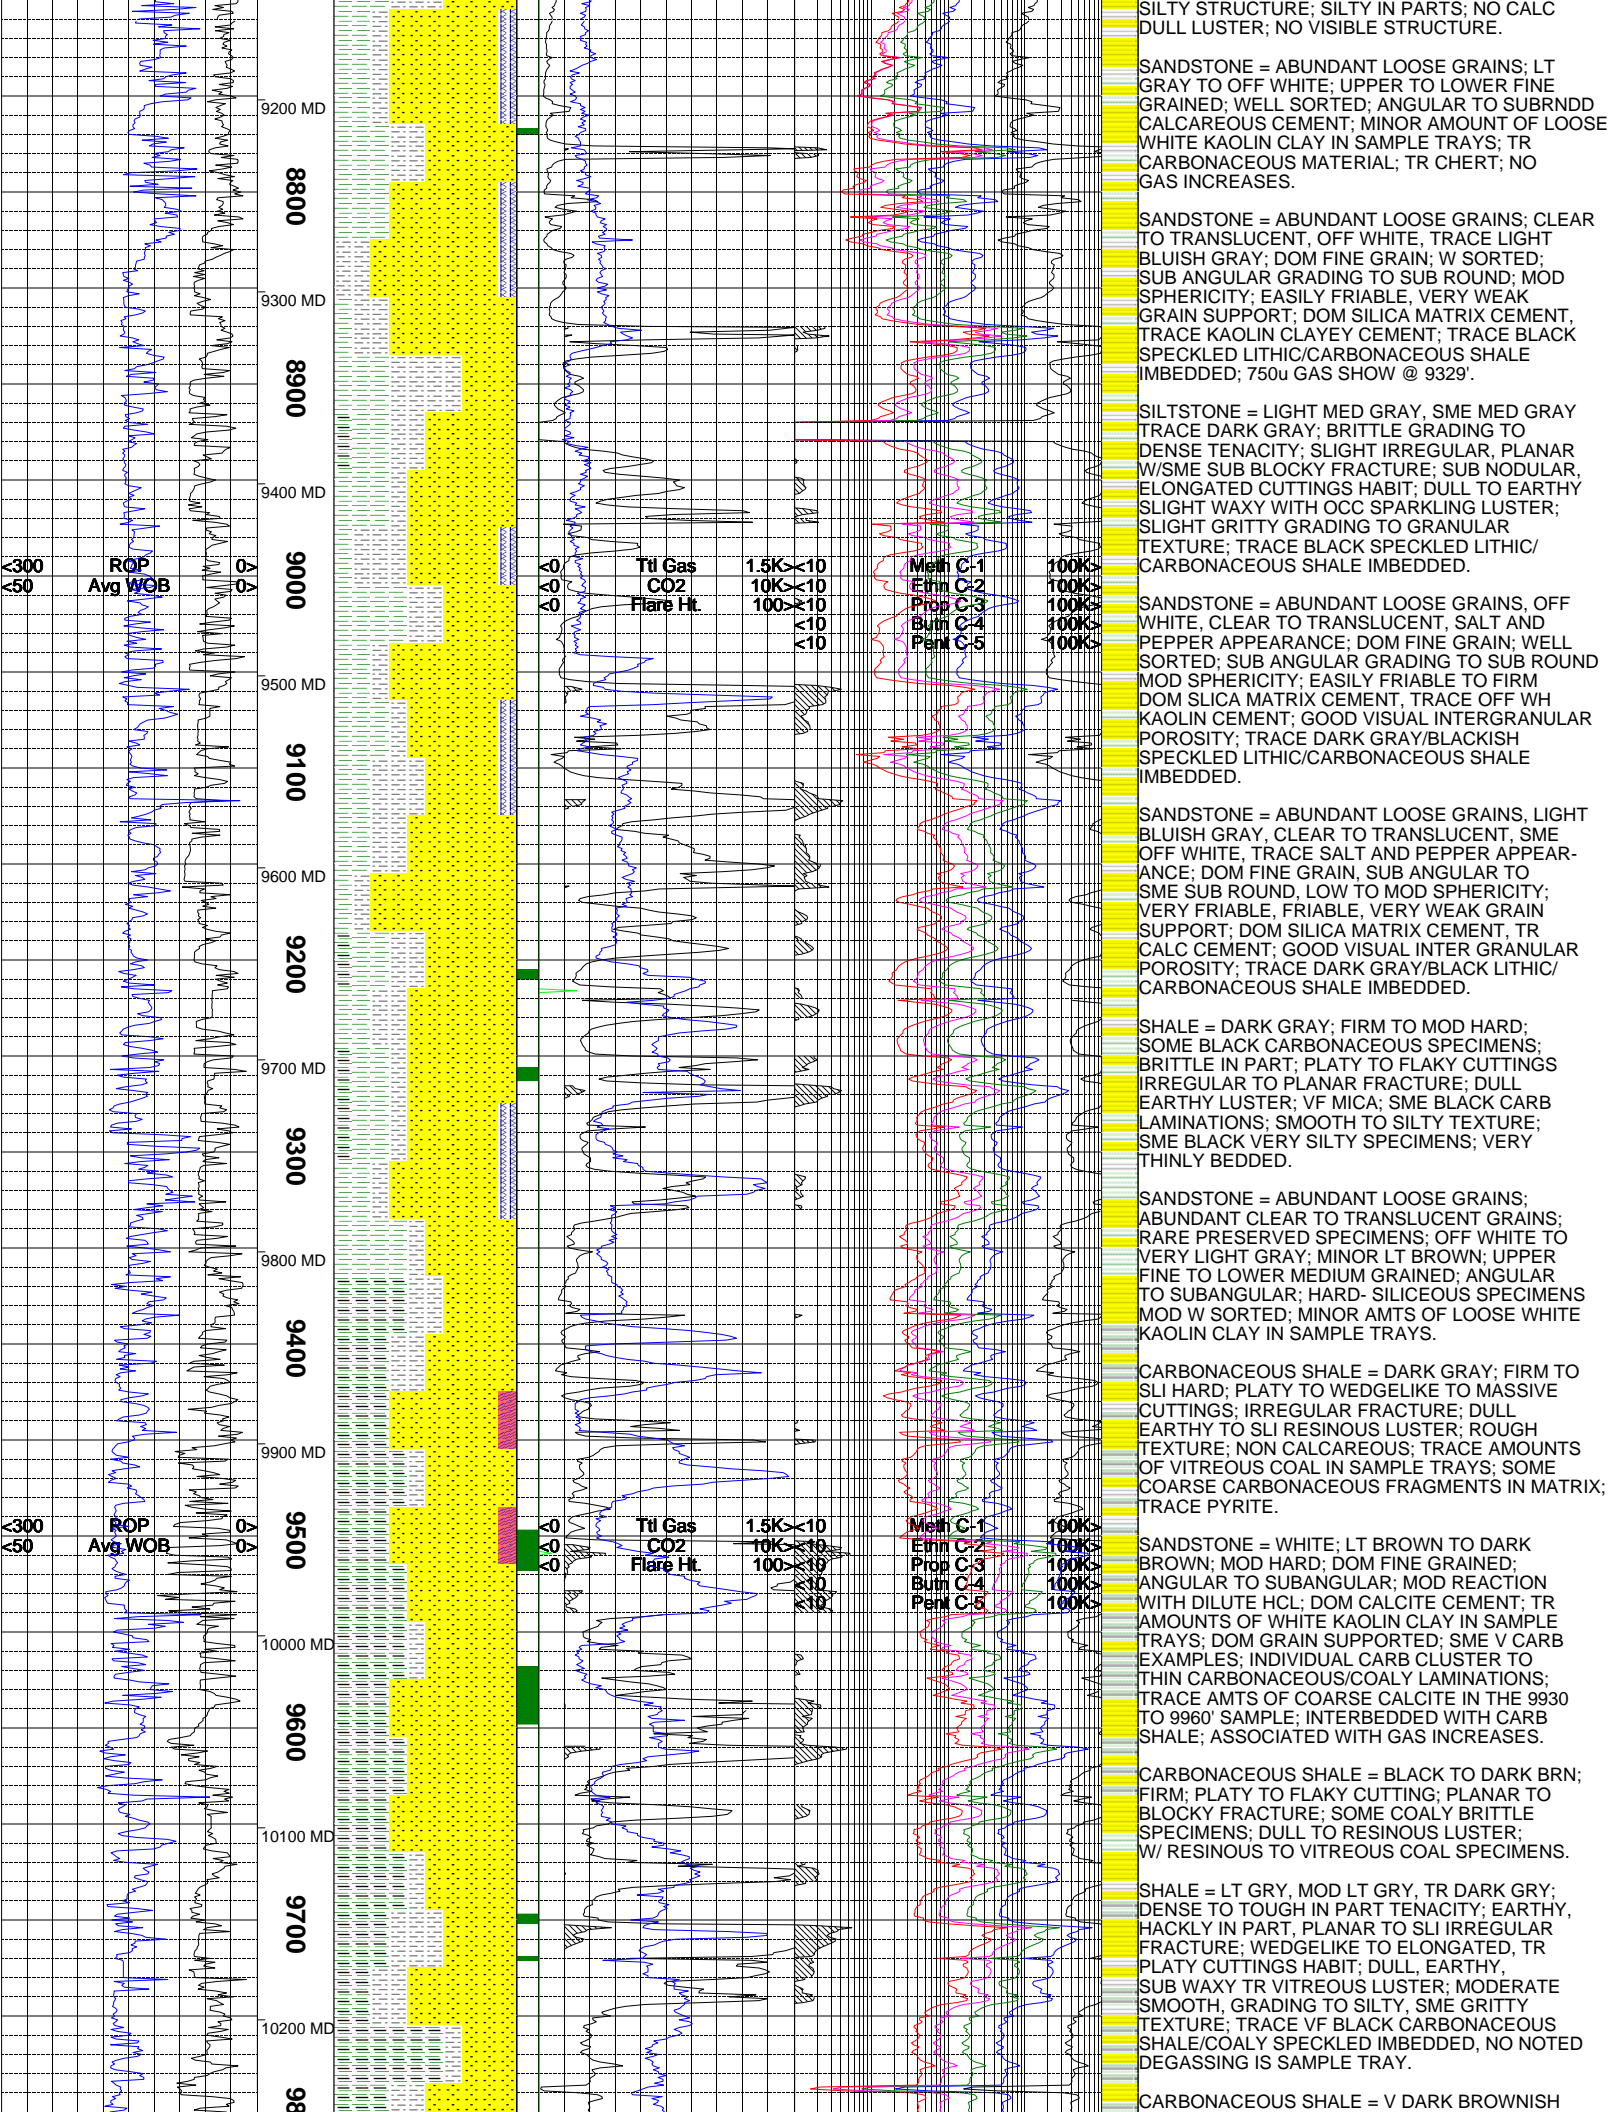 SILTY STRUCTURE; SILTY IN PARTS; NO CALC
DULL LUSTER; NO VISIBLE STRUCTURE.
SANDSTONE = ABUNDANT LOOSE GRAINS; LT
GRAY TO OFF WHITE; UPPER TO LOWER FINE
GRAINED; WELL SORTED; ANGULAR TO SUBRNDD
CALCAREOUS CEMENT; MINOR AMOUNT OF LOOSE
WHITE KAOLIN CLAY IN SAMPLE TRAYS; TR
CARBONACEOUS MATERIAL; TR CHERT; NO
GAS INCREASES.
SANDSTONE = ABUNDANT LOOSE GRAINS; CLEAR
TO TRANSLUCENT, OFF WHITE, TRACE LIGHT
BLUISH GRAY; DOM FINE GRAIN; W SORTED;
SUB ANGULAR GRADING TO SUB ROUND; MOD
SPHERICITY; EASILY FRIABLE, VERY WEAK
GRAIN SUPPORT; DOM SILICA MATRIX CEMENT,
TRACE KAOLIN CLAYEY CEMENT; TRACE BLACK
SPECKLED LITHIC/CARBONACEOUS SHALE
IMBEDDED; 750u GAS SHOW @ 9329'.
SILTSTONE = LIGHT MED GRAY, SME MED GRAY
TRACE DARK GRAY; BRITTLE GRADING TO
DENSE TENACITY; SLIGHT IRREGULAR, PLANAR
W/SME SUB BLOCKY FRACTURE; SUB NODULAR,
ELONGATED CUTTINGS HABIT; DULL TO EARTHY
SLIGHT WAXY WITH OCC SPARKLING LUSTER;
SLIGHT GRITTY GRADING TO GRANULAR
TEXTURE; TRACE BLACK SPECKLED LITHIC/
CARBONACEOUS SHALE IMBEDDED.
SANDSTONE = ABUNDANT LOOSE GRAINS, OFF
WHITE, CLEAR TO TRANSLUCENT, SALT AND
PEPPER APPEARANCE; DOM FINE GRAIN; WELL
SORTED; SUB ANGULAR GRADING TO SUB ROUND
MOD SPHERICITY; EASILY FRIABLE TO FIRM
DOM SLICA MATRIX CEMENT, TRACE OFF WH
KAOLIN CEMENT; GOOD VISUAL INTERGRANULAR
POROSITY; TRACE DARK GRAY/BLACKISH
SPECKLED LITHIC/CARBONACEOUS SHALE
IMBEDDED.
SANDSTONE = ABUNDANT LOOSE GRAINS, LIGHT
BLUISH GRAY, CLEAR TO TRANSLUCENT, SME
OFF WHITE, TRACE SALT AND PEPPER APPEAR-
ANCE; DOM FINE GRAIN, SUB ANGULAR TO
SME SUB ROUND, LOW TO MOD SPHERICITY;
VERY FRIABLE, FRIABLE, VERY WEAK GRAIN
SUPPORT; DOM SILICA MATRIX CEMENT, TR
CALC CEMENT; GOOD VISUAL INTER GRANULAR
POROSITY; TRACE DARK GRAY/BLACK LITHIC/
CARBONACEOUS SHALE IMBEDDED.
SHALE = DARK GRAY; FIRM TO MOD HARD;
SOME BLACK CARBONACEOUS SPECIMENS;
BRITTLE IN PART; PLATY TO FLAKY CUTTINGS
IRREGULAR TO PLANAR FRACTURE; DULL
EARTHY LUSTER; VF MICA; SME BLACK CARB
LAMINATIONS; SMOOTH TO SILTY TEXTURE;
SME BLACK VERY SILTY SPECIMENS; VERY
THINLY BEDDED.
SANDSTONE = ABUNDANT LOOSE GRAINS;
ABUNDANT CLEAR TO TRANSLUCENT GRAINS;
RARE PRESERVED SPECIMENS; OFF WHITE TO
VERY LIGHT GRAY; MINOR LT BROWN; UPPER
FINE TO LOWER MEDIUM GRAINED; ANGULAR
TO SUBANGULAR; HARD- SILICEOUS SPECIMENS
MOD W SORTED; MINOR AMTS OF LOOSE WHITE
KAOLIN CLAY IN SAMPLE TRAYS.
CARBONACEOUS SHALE = DARK GRAY; FIRM TO
SLI HARD; PLATY TO WEDGELIKE TO MASSIVE
CUTTINGS; IRREGULAR FRACTURE; DULL
EARTHY TO SLI RESINOUS LUSTER; ROUGH
TEXTURE; NON CALCAREOUS; TRACE AMOUNTS
OF VITREOUS COAL IN SAMPLE TRAYS; SOME
COARSE CARBONACEOUS FRAGMENTS IN MATRIX;
TRACE PYRITE.
SANDSTONE = WHITE; LT BROWN TO DARK
BROWN; MOD HARD; DOM FINE GRAINED;
ANGULAR TO SUBANGULAR; MOD REACTION
WITH DILUTE HCL; DOM CALCITE CEMENT; TR
AMOUNTS OF WHITE KAOLIN CLAY IN SAMPLE
TRAYS; DOM GRAIN SUPPORTED; SME V CARB
EXAMPLES; INDIVIDUAL CARB CLUSTER TO
THIN CARBONACEOUS/COALY LAMINATIONS;
TRACE AMTS OF COARSE CALCITE IN THE 9930
TO 9960' SAMPLE; INTERBEDDED WITH CARB
SHALE; ASSOCIATED WITH GAS INCREASES.
CARBONACEOUS SHALE = BLACK TO DARK BRN;
FIRM; PLATY TO FLAKY CUTTING; PLANAR TO
BLOCKY FRACTURE; SOME COALY BRITTLE
SPECIMENS; DULL TO RESINOUS LUSTER;
W/ RESINOUS TO VITREOUS COAL SPECIMENS.
SHALE = LT GRY, MOD LT GRY, TR DARK GRY;
DENSE TO TOUGH IN PART TENACITY; EARTHY,
HACKLY IN PART, PLANAR TO SLI IRREGULAR
FRACTURE; WEDGELIKE TO ELONGATED, TR
PLATY CUTTINGS HABIT; DULL, EARTHY,
SUB WAXY TR VITREOUS LUSTER; MODERATE
SMOOTH, GRADING TO SILTY, SME GRITTY
TEXTURE; TRACE VF BLACK CARBONACEOUS
SHALE/COALY SPECKLED IMBEDDED, NO NOTED
DEGASSING IS SAMPLE TRAY.
CARBONACEOUS SHALE = V DARK BROWNISH
9200 MD
8800
9300 MD
8900
9400 MD
<300 ROP 0>
<50 Avg WOB 0>
9000
<0 Ttl Gas 1.5K>
<0 CO2 10K>
<0 Flare Ht. 100>
<10 Meth C-1 100K>
<10 Ethn C-2 100K>
<10 Prop C-3 100K>
<10 Butn C-4 100K>
<10 Pent C-5 100K>
9500 MD
9100
9600 MD
9200
9700 MD
9300
9800 MD
9400
9900 MD
<300 ROP 0>
<50 Avg WOB 0>
9500
<0 Ttl Gas 1.5K>
<0 CO2 10K>
<0 Flare Ht. 100>
<10 Meth C-1 100K>
<10 Ethn C-2 100K>
<10 Prop C-3 100K>
<10 Butn C-4 100K>
<10 Pent C-5 100K>
10000 MD
9600
10100 MD
9700
10200 MD
98